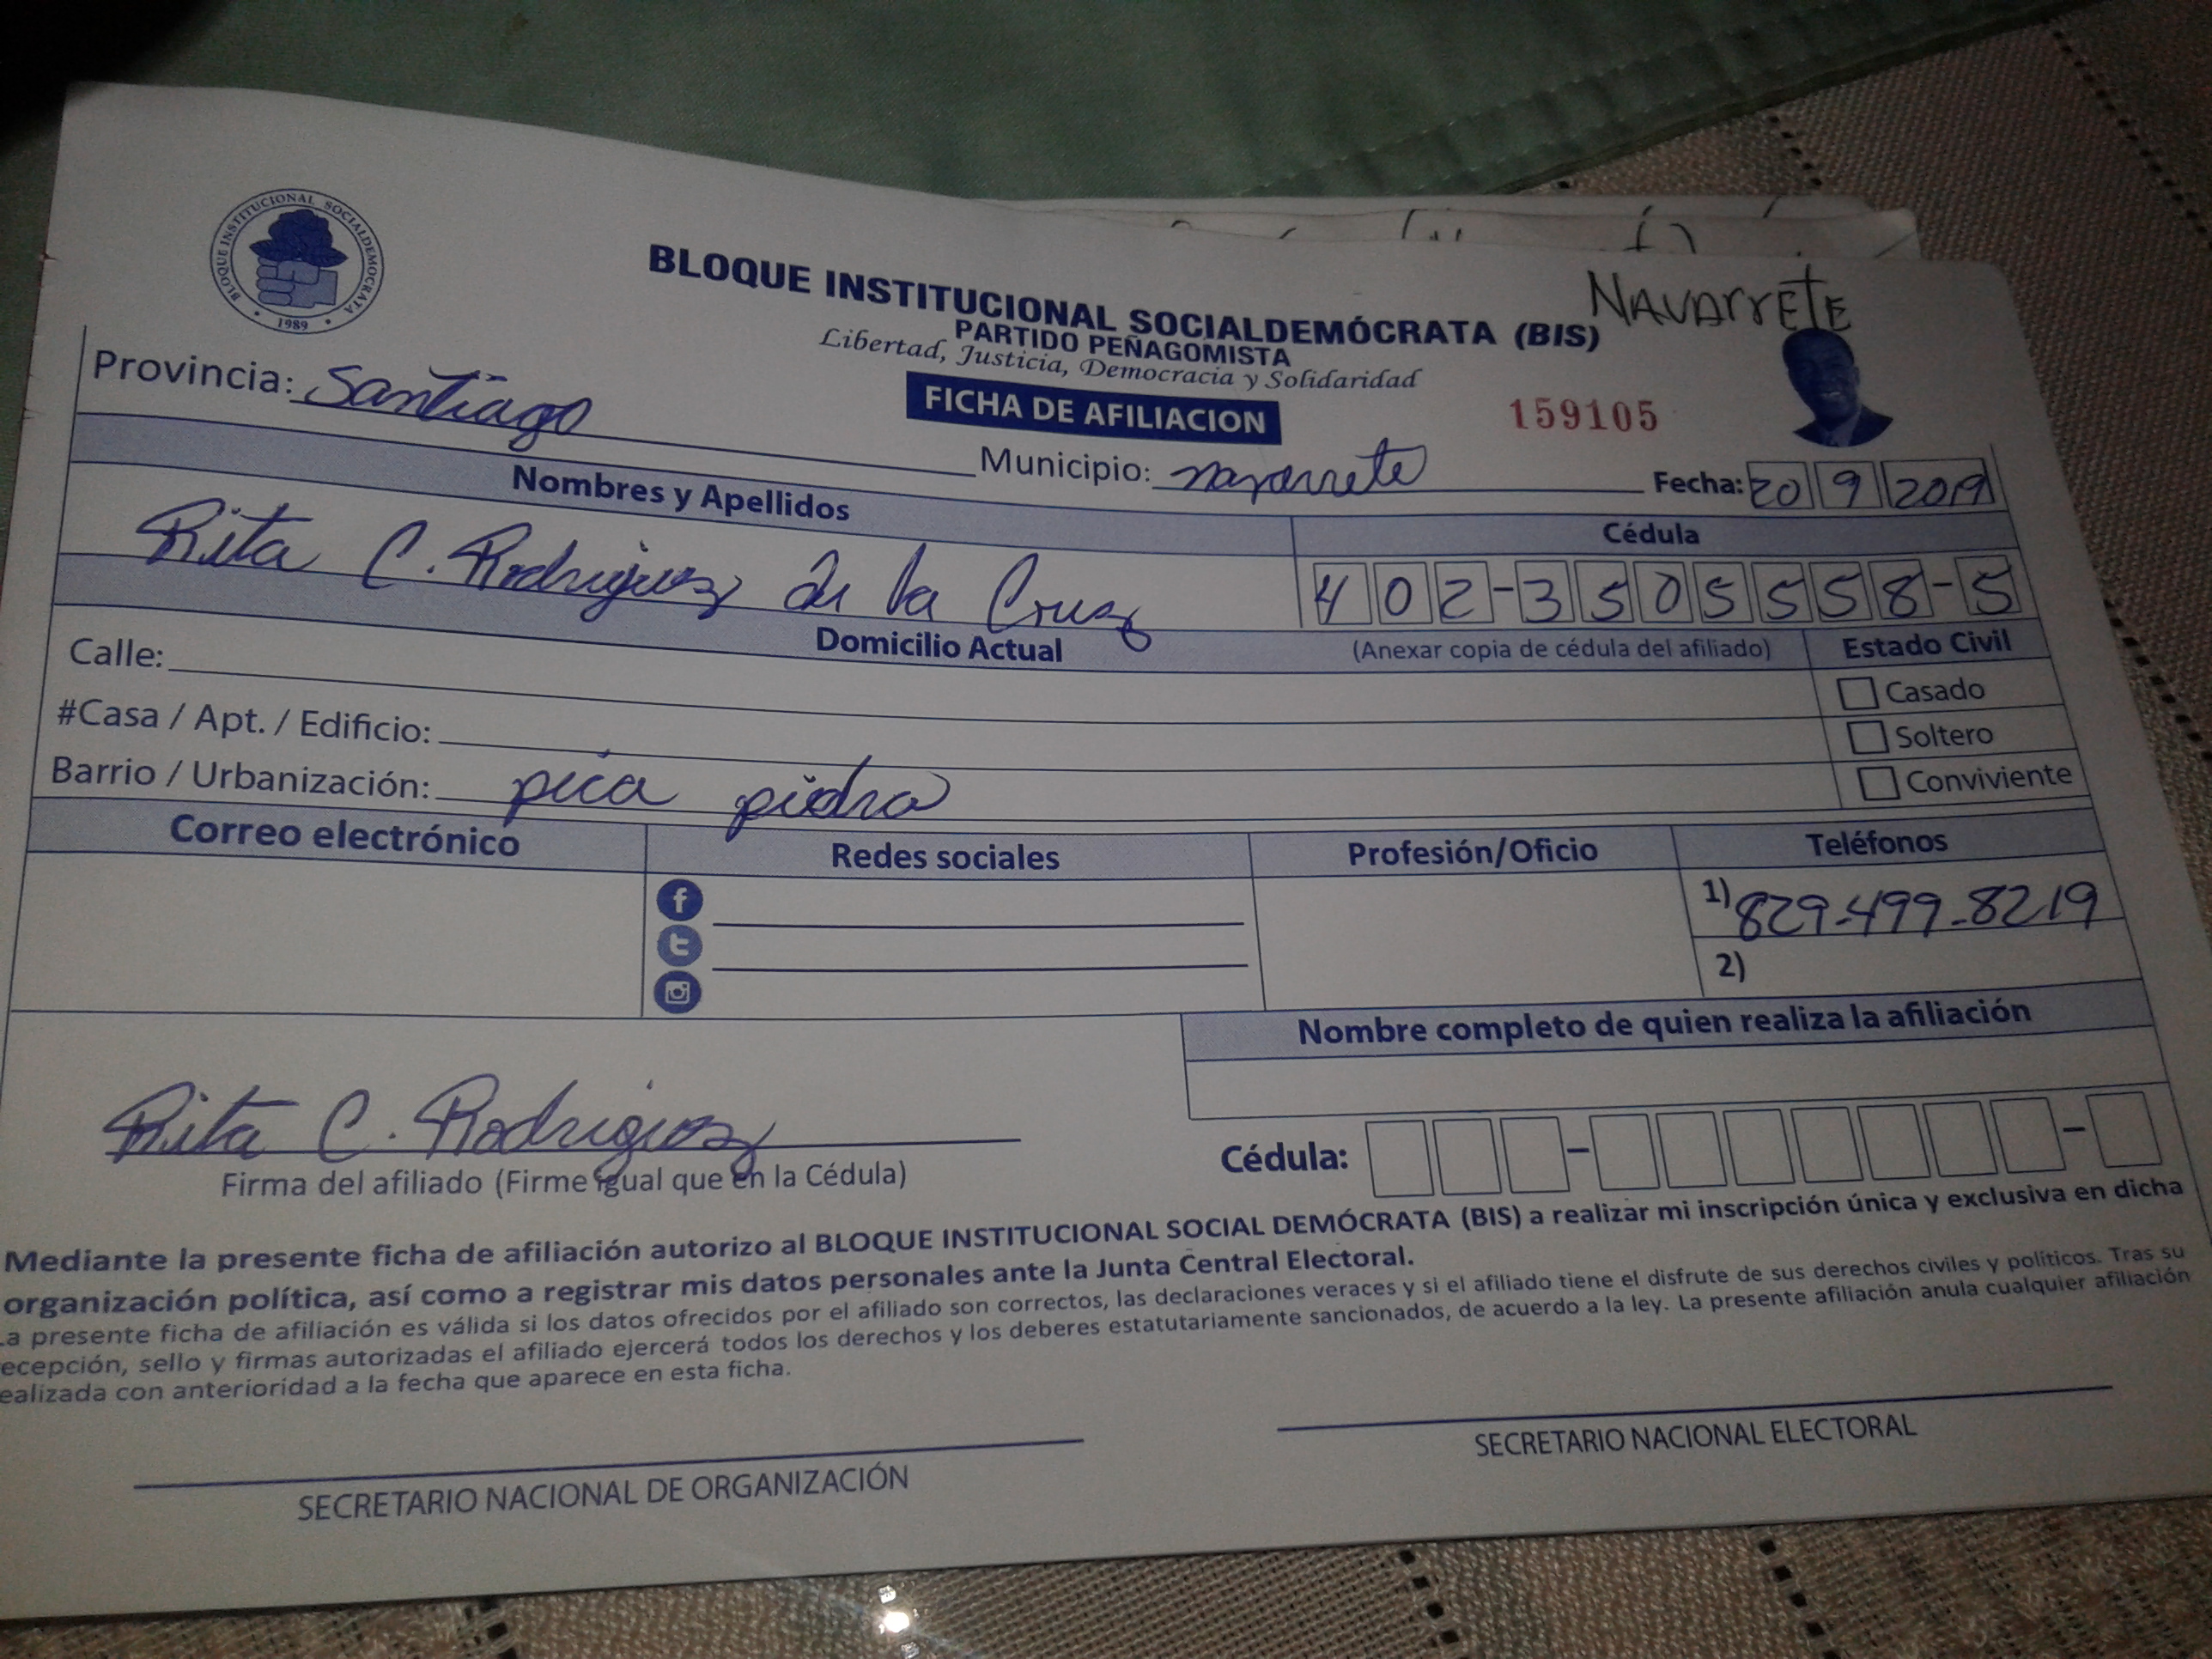 BLOQUE INSTITUCIONAL SOCIALDEMOCRATA
1989
BLOQUE INSTITUCIONAL SOCIALDEMÓCRATA (BIS)
NAVArrETE
PARTIDO PEÑAGOMISTA
Libertad, Justicia, Democracia y Solidaridad
FICHA DE AFILIACION
159105
Provincia: Santiago
Municipio: navarrete
Fecha: 20 9 2019
Nombres y Apellidos
Cédula
Rita C. Rodriguez de la Cruz
402-3505558-5
Domicilio Actual
(Anexar copia de cédula del afiliado)
Estado Civil
Calle:
Casado
#Casa / Apt. / Edificio:
Soltero
Barrio / Urbanización: pica piedra
Conviviente
Correo electrónico
Redes sociales
Profesión/Oficio
Teléfonos
1) 829-499-8219
2)
Nombre completo de quien realiza la afiliación
Rita C. Rodriguez
Firma del afiliado (Firme igual que en la Cédula)
Cédula:
Mediante la presente ficha de afiliación autorizo al BLOQUE INSTITUCIONAL SOCIAL DEMÓCRATA (BIS) a realizar mi inscripción única y exclusiva en dicha
organización política, así como a registrar mis datos personales ante la Junta Central Electoral.
La presente ficha de afiliación es válida si los datos ofrecidos por el afiliado son correctos, las declaraciones veraces y si el afiliado tiene el disfrute de sus derechos civiles y políticos. Tras su
ecepción, sello y firmas autorizadas el afiliado ejercerá todos los derechos y los deberes estatutariamente sancionados, de acuerdo a la ley. La presente afiliación anula cualquier afiliación
ealizada con anterioridad a la fecha que aparece en esta ficha.
SECRETARIO NACIONAL DE ORGANIZACIÓN
SECRETARIO NACIONAL ELECTORAL